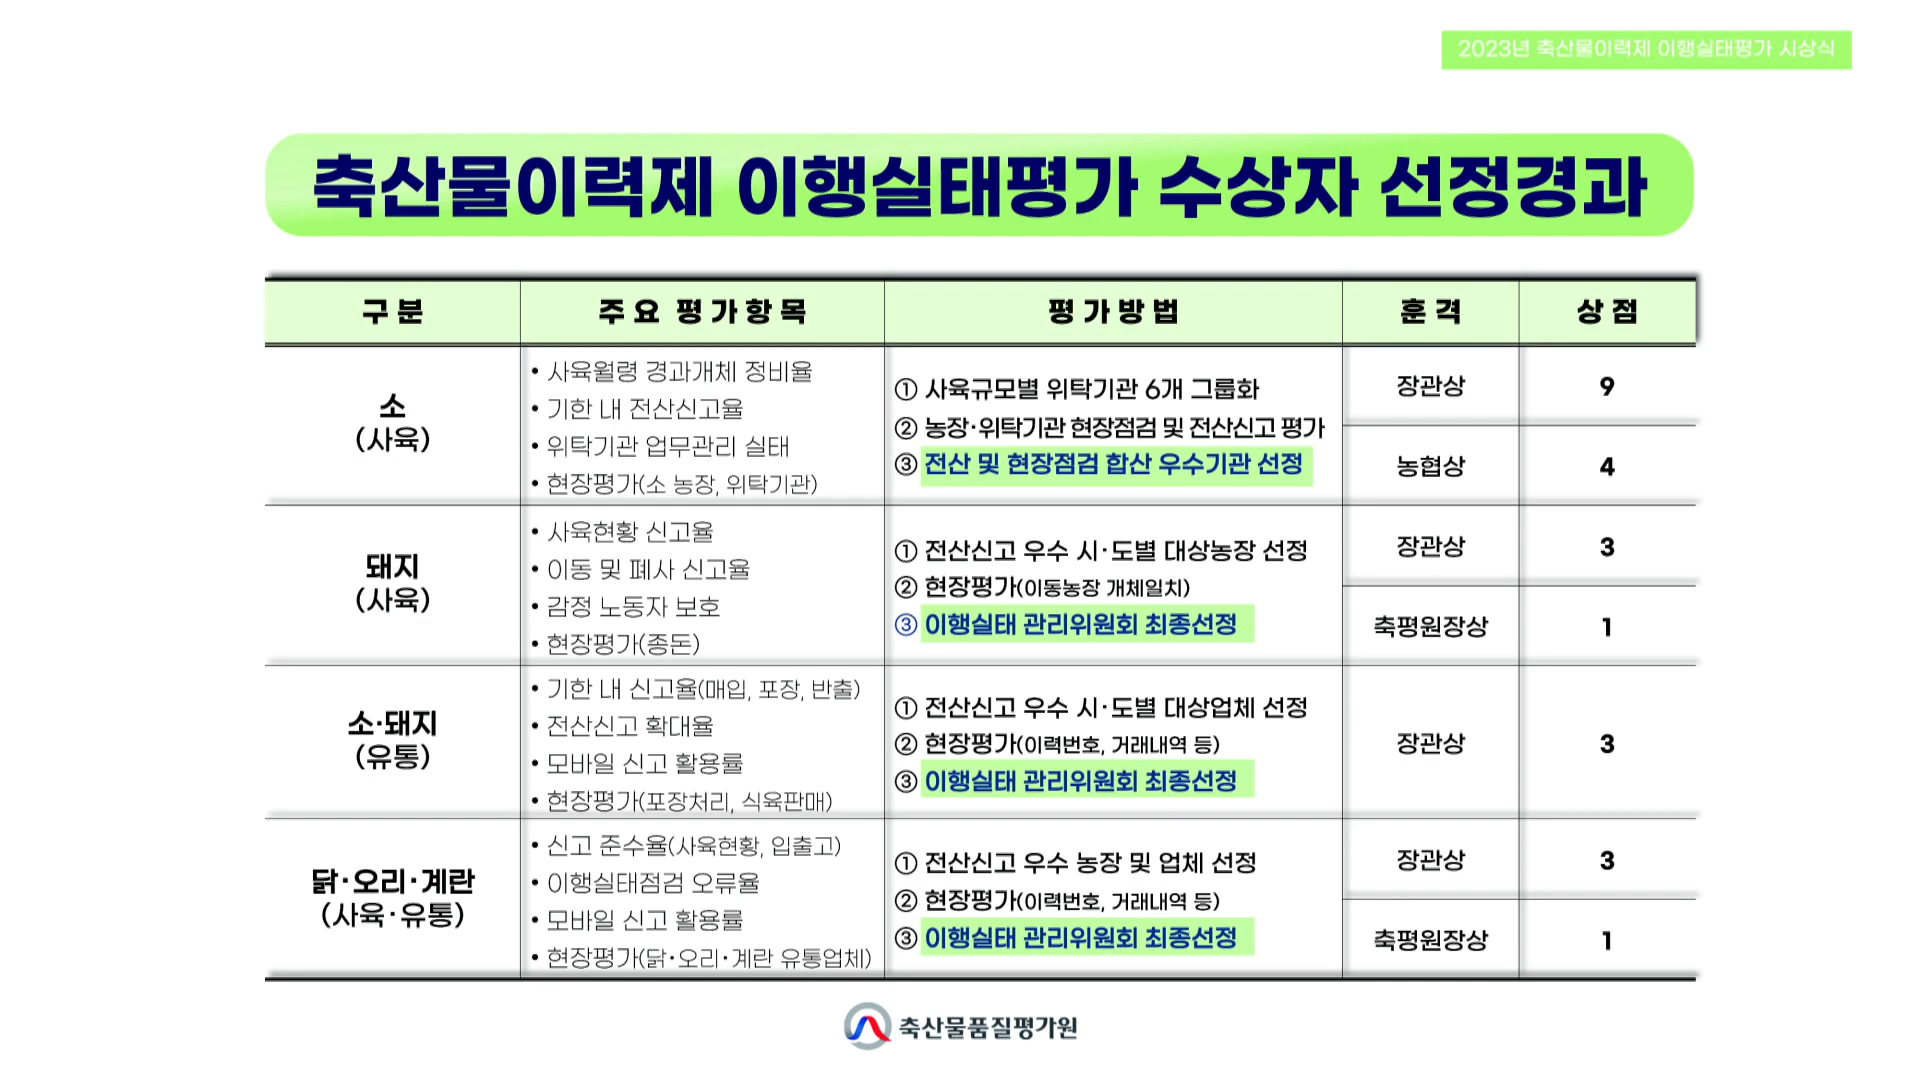 2023년 축산물이력제 이행실태평가 시상식
축산물이력제 이행실태평가 수상자 선정경과
구 분 주 요 평 가 항 목 평 가 방 법 훈 격 상 점
소
(사육)
• 사육월령 경과개체 정비율
• 기한 내 전산신고율
• 위탁기관 업무관리 실태
• 현장평가(소 농장, 위탁기관)
① 사육규모별 위탁기관 6개 그룹화
② 농장·위탁기관 현장점검 및 전산신고 평가
③ 전산 및 현장점검 합산 우수기관 선정
장관상 9
농협상 4
돼지
(사육)
• 사육현황 신고율
• 이동 및 폐사 신고율
• 감정 노동자 보호
• 현장평가(종돈)
① 전산신고 우수 시·도별 대상농장 선정
② 현장평가(이동농장 개체일치)
③ 이행실태 관리위원회 최종선정
장관상 3
축평원장상 1
소·돼지
(유통)
• 기한 내 신고율(매입, 포장, 반출)
• 전산신고 확대율
• 모바일 신고 활용률
• 현장평가(포장처리, 식육판매)
① 전산신고 우수 시·도별 대상업체 선정
② 현장평가(이력번호, 거래내역 등)
③ 이행실태 관리위원회 최종선정
장관상 3
닭·오리·계란
(사육·유통)
• 신고 준수율(사육현황, 입출고)
• 이행실태점검 오류율
• 모바일 신고 활용률
• 현장평가(닭·오리·계란 유통업체)
① 전산신고 우수 농장 및 업체 선정
② 현장평가(이력번호, 거래내역 등)
③ 이행실태 관리위원회 최종선정
장관상 3
축평원장상 1
축산물품질평가원